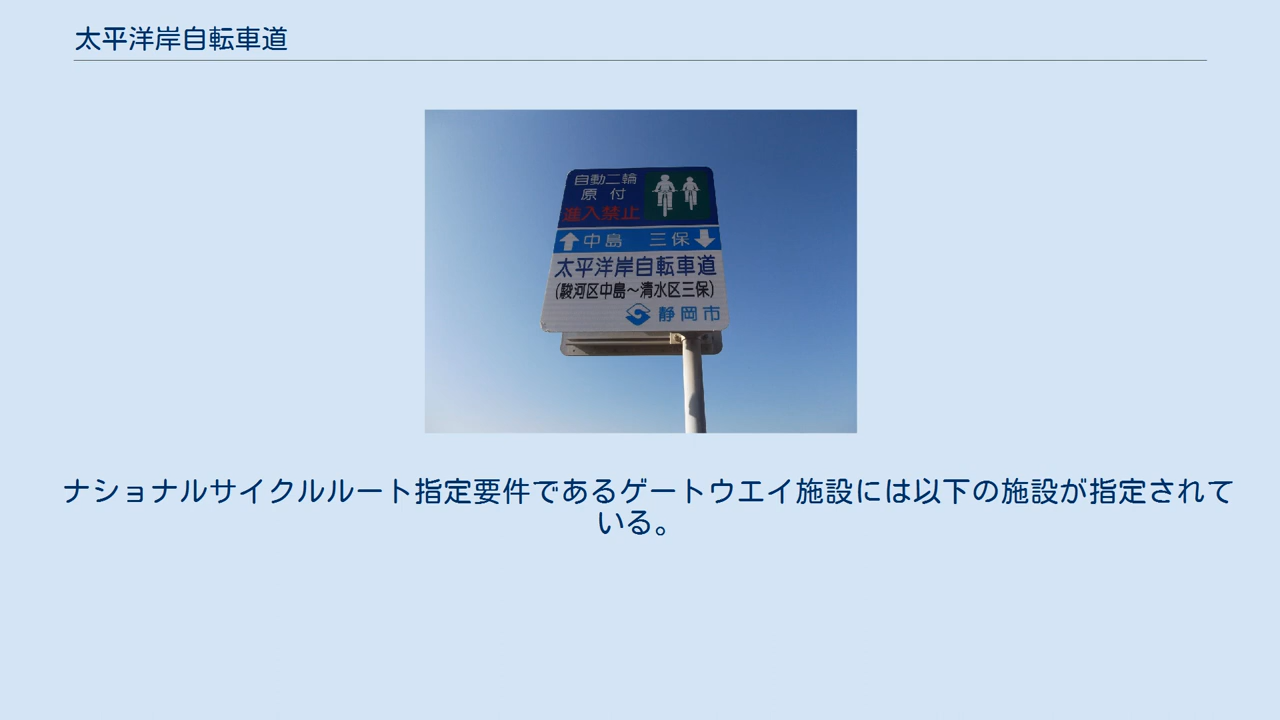 太平洋岸自転車道
自動二輪
原付
進入禁止
中島 三保
太平洋岸自転車道
(駿河区中島～清水区三保)
静岡市
ナショナルサイクルルート指定要件であるゲートウエイ施設には以下の施設が指定されて
いる。